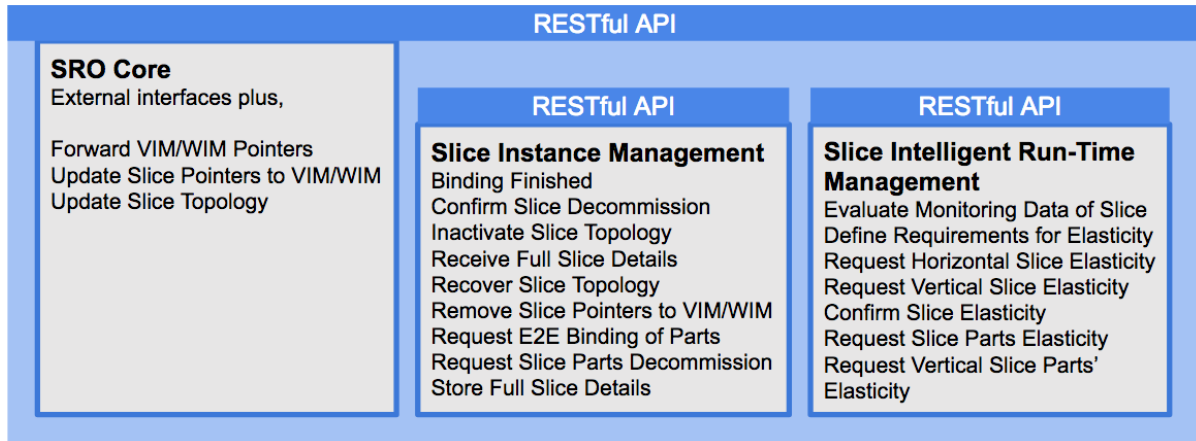 RESTful API
SRO Core
External interfaces plus,
Forward VIM/WIM Pointers
Update Slice Pointers to VIM/WIM
Update Slice Topology
RESTful API
Slice Instance Management
Binding Finished
Confirm Slice Decommission
Inactivate Slice Topology
Receive Full Slice Details
Recover Slice Topology
Remove Slice Pointers to VIM/WIM
Request E2E Binding of Parts
Request Slice Parts Decommission
Store Full Slice Details
RESTful API
Slice Intelligent Run-Time
Management
Evaluate Monitoring Data of Slice
Define Requirements for Elasticity
Request Horizontal Slice Elasticity
Request Vertical Slice Elasticity
Confirm Slice Elasticity
Request Slice Parts Elasticity
Request Vertical Slice Parts’
Elasticity